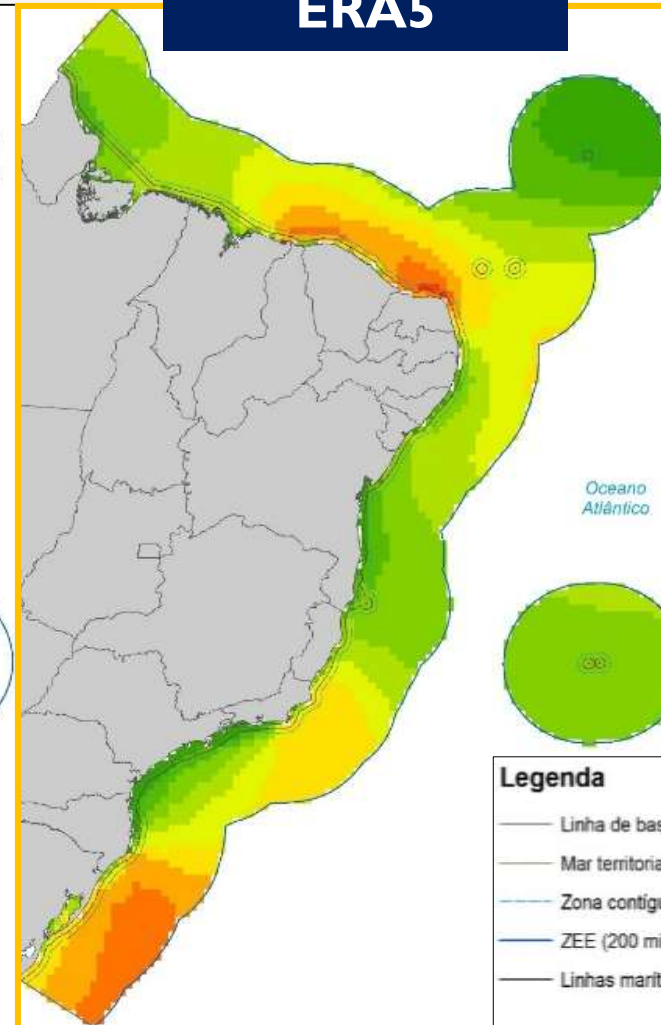 ERA5
Oceano
Atlântico
Legenda
Linha de bas
Mar territoria
Zona contígu
ZEE (200 mi
Linhas marít